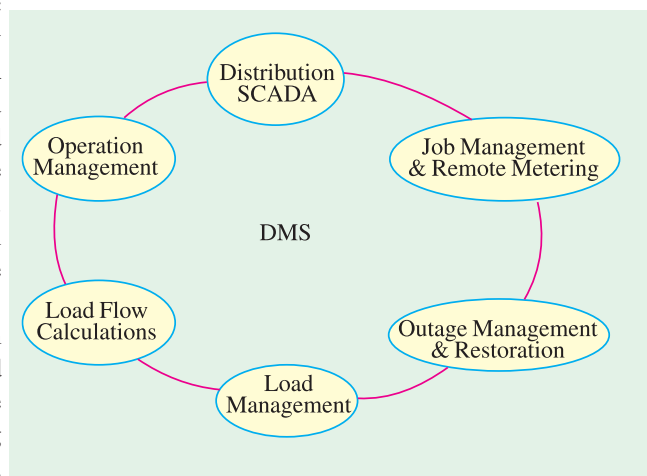 Distribution
SCADA
Operation
Management
Job Management
& Remote Metering
DMS
Load Flow
Calculations
Outage Management
& Restoration
Load
Management